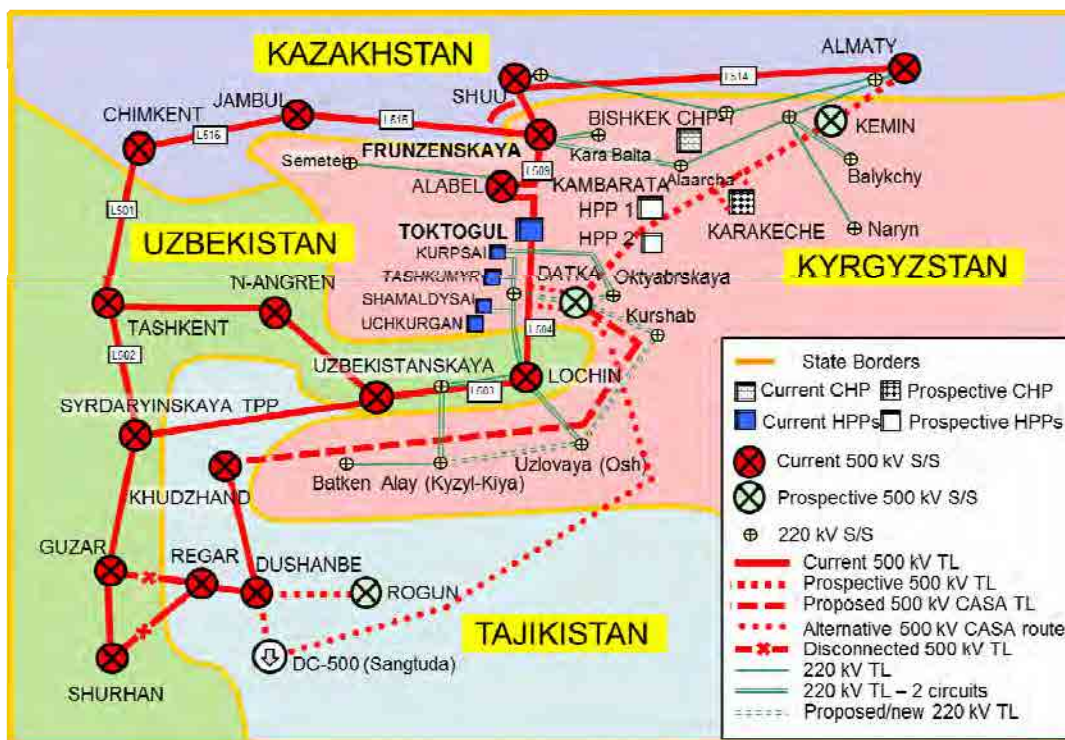 KAZAKHSTAN
ALMATY
SHUU
L514
JAMBUL
CHIMKENT
L516
L515
BISHKEK CHP-1
KEMIN
Kara Balta
FRUNZENSKAYA
Semetei
L509
Alaarcha
Balykchy
ALABEL
KAMBARATA
HPP 1
HPP 2
KARAKECHE
Naryn
L501
TOKTOGUL
UZBEKISTAN
KURPSAI
KYRGYZSTAN
N-ANGREN
TASHKUMYR
DATKA
Oktyabrskaya
SHAMALDYSAI
UCHKURGAN
Kurshab
TASHKENT
L504
L502
UZBEKISTANSKAYA
L503
LOCHIN
SYRDARYINSKAYA TPP
Uzlovaya (Osh)
KHUDZHAND
Batken Alay (Kyzyl-Kiya)
GUZAR
REGAR
DUSHANBE
ROGUN
TAJIKISTAN
DC-500 (Sangtuda)
SHURHAN
State Borders
Current CHP
Prospective CHP
Current HPPs
Prospective HPPs
Current 500 kV S/S
Prospective 500 kV S/S
220 kV S/S
Current 500 kV TL
Prospective 500 kV TL
Proposed 500 kV CASA TL
Alternative 500 kV CASA route
Disconnected 500 kV TL
220 kV TL
220 kV TL – 2 circuits
Proposed/new 220 kV TL